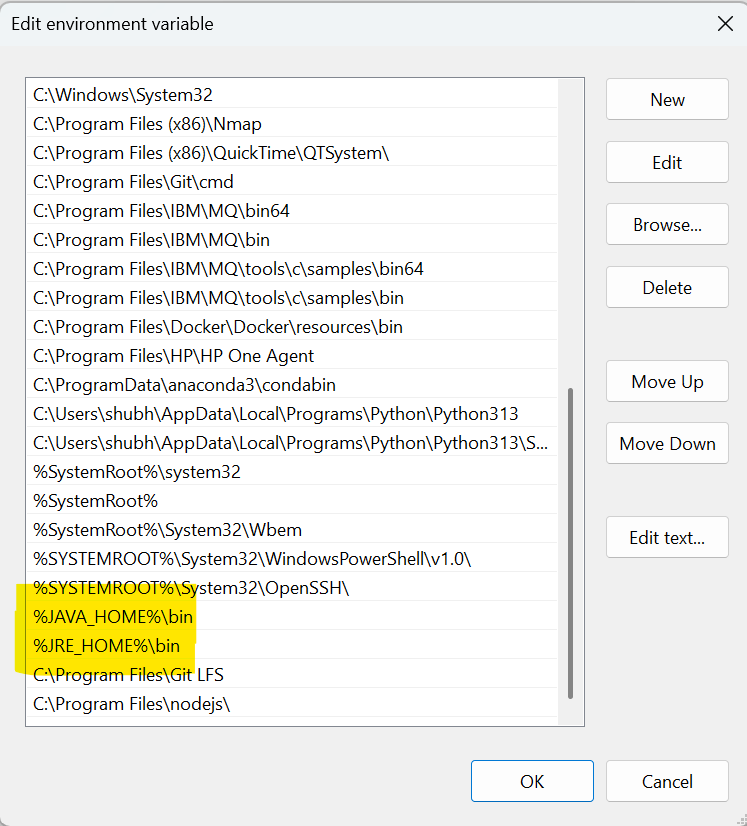 Edit environment variable
C:\Windows\System32
C:\Program Files (x86)\Nmap
C:\Program Files (x86)\QuickTime\QTSystem\
C:\Program Files\Git\cmd
C:\Program Files\IBM\MQ\bin64
C:\Program Files\IBM\MQ\bin
C:\Program Files\IBM\MQ\tools\c\samples\bin64
C:\Program Files\IBM\MQ\tools\c\samples\bin
C:\Program Files\Docker\Docker\resources\bin
C:\Program Files\HP\HP One Agent
C:\ProgramData\anaconda3\condabin
C:\Users\shubh\AppData\Local\Programs\Python\Python313
C:\Users\shubh\AppData\Local\Programs\Python\Python313\S...
%SystemRoot%\system32
%SystemRoot%
%SystemRoot%\System32\Wbem
%SYSTEMROOT%\System32\WindowsPowerShell\v1.0\
%SYSTEMROOT%\System32\OpenSSH\
%JAVA_HOME%\bin
%JRE_HOME%\bin
C:\Program Files\Git LFS
C:\Program Files\nodejs\
New
Edit
Browse...
Delete
Move Up
Move Down
Edit text...
OK
Cancel